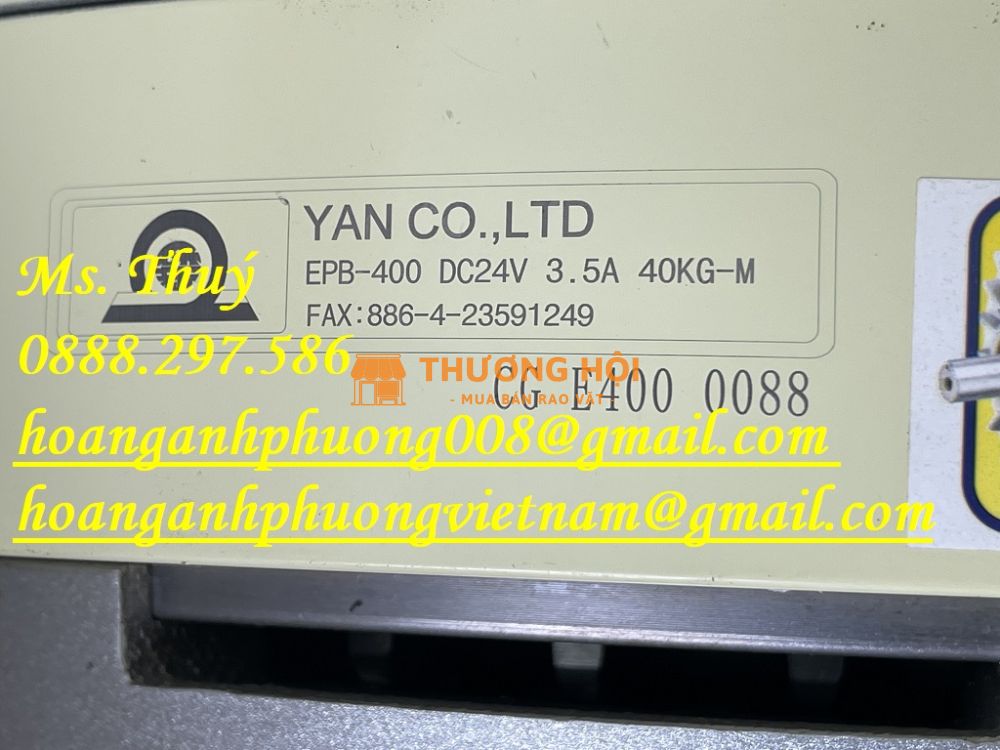 YAN CO.,LTD
EPB-400 DC24V 3.5A 40KG-M
FAX:886-4-23591249
CG E400 0088
Ms. Thuý
0888.297.586
THƯƠNG HỘI
- MUA BÁN RAO VẶT -
hoanganhphuong008@gmail.com
hoanganhphuongvietnam@gmail.com